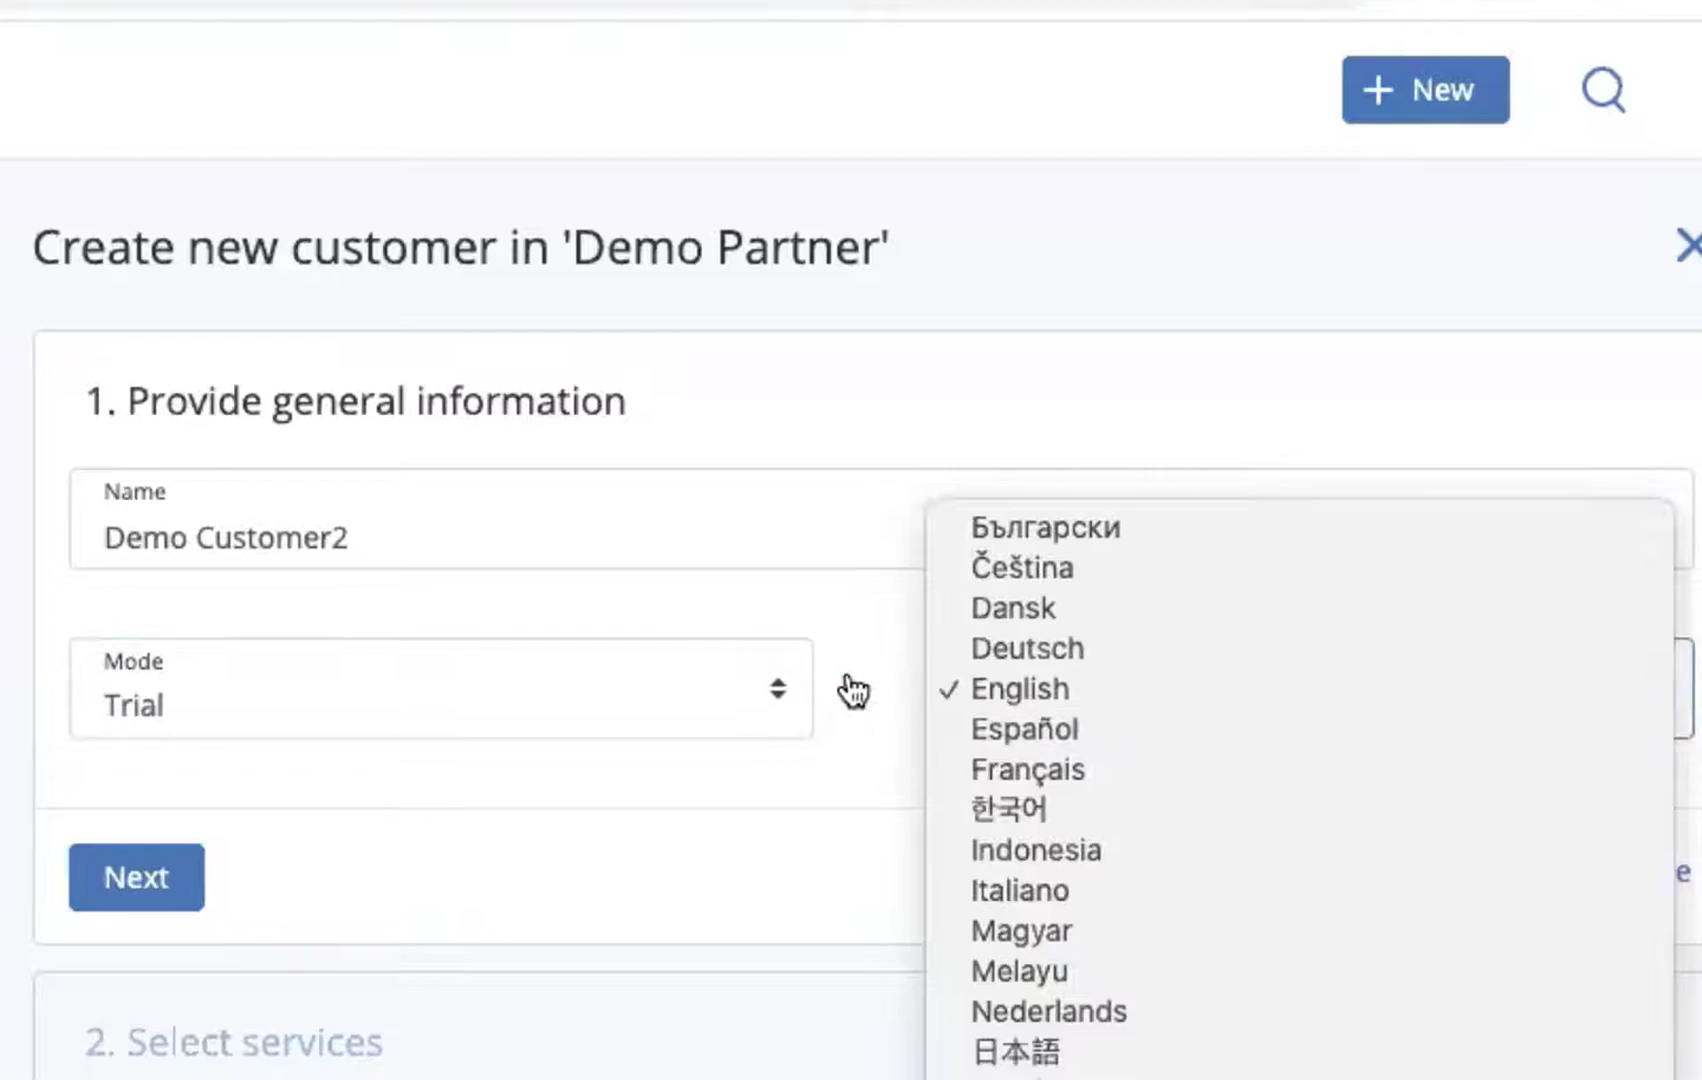 New
Create new customer in 'Demo Partner'
1. Provide general information
Name
Demo Customer2
Mode
Trial
Български
Čeština
Dansk
Deutsch
✓ English
Español
Français
한국어
Indonesia
Italiano
Magyar
Melayu
Nederlands
日本語
Next
2. Select services